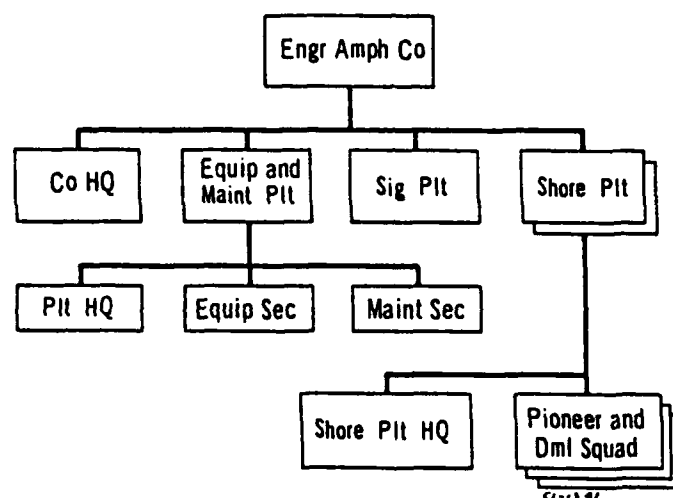 Engr Amph Co
Co HQ
Equip and
Maint Plt
Sig Plt
Shore Plt
Plt HQ
Equip Sec
Maint Sec
Shore Plt HQ
Pioneer and
Dml Squad